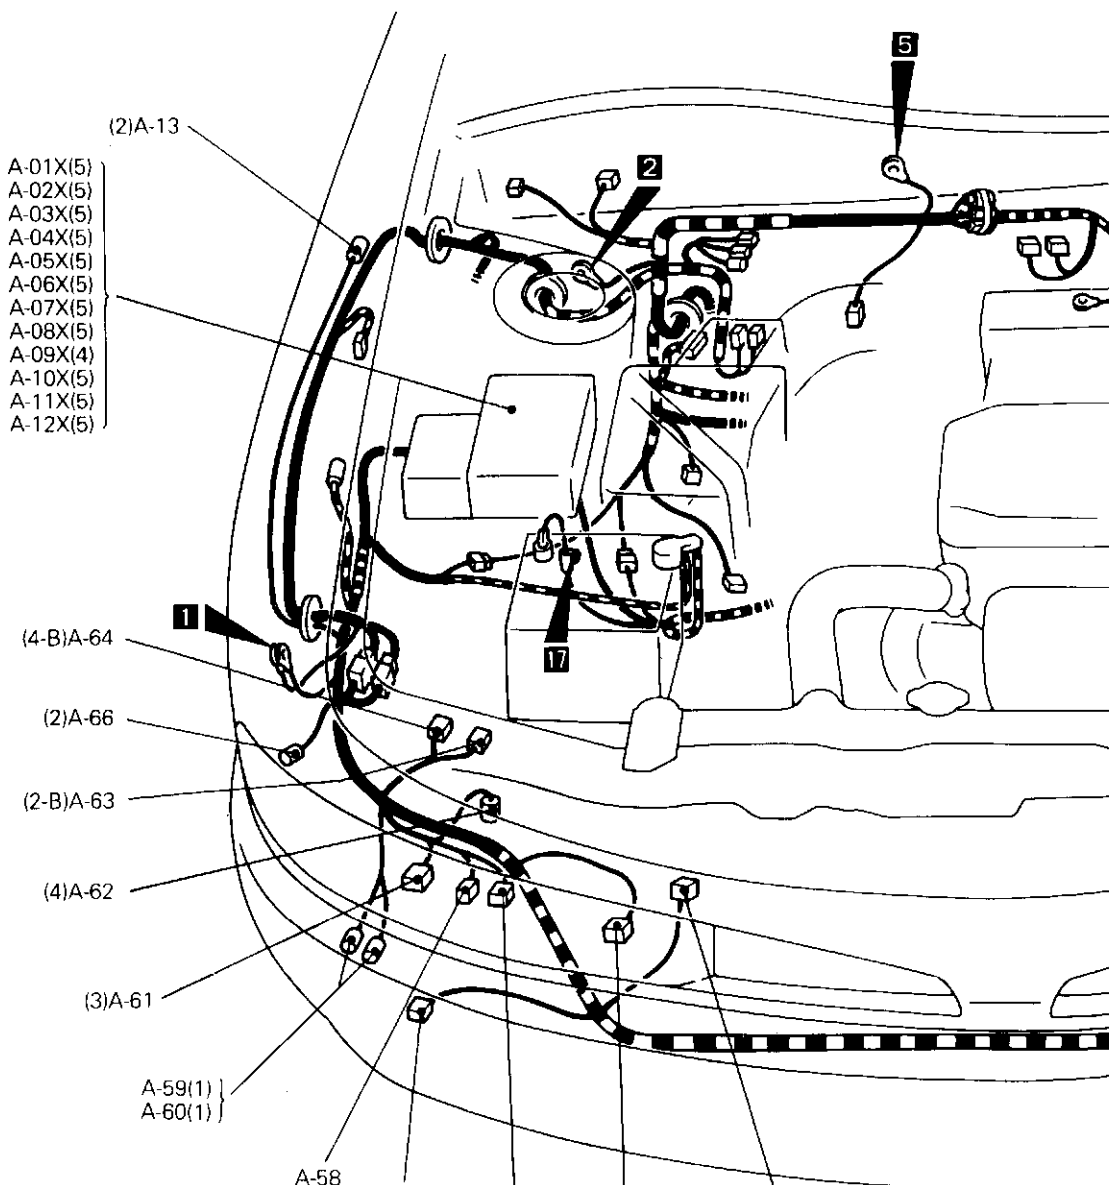 5
(2)A-13
2
A-01X(5)
A-02X(5)
A-03X(5)
A-04X(5)
A-05X(5)
A-06X(5)
A-07X(5)
A-08X(5)
A-09X(4)
A-10X(5)
A-11X(5)
A-12X(5)
1
(4-B)A-64
17
(2)A-66
(2-B)A-63
(4)A-62
(3)A-61
A-59(1)
A-60(1)
A-58